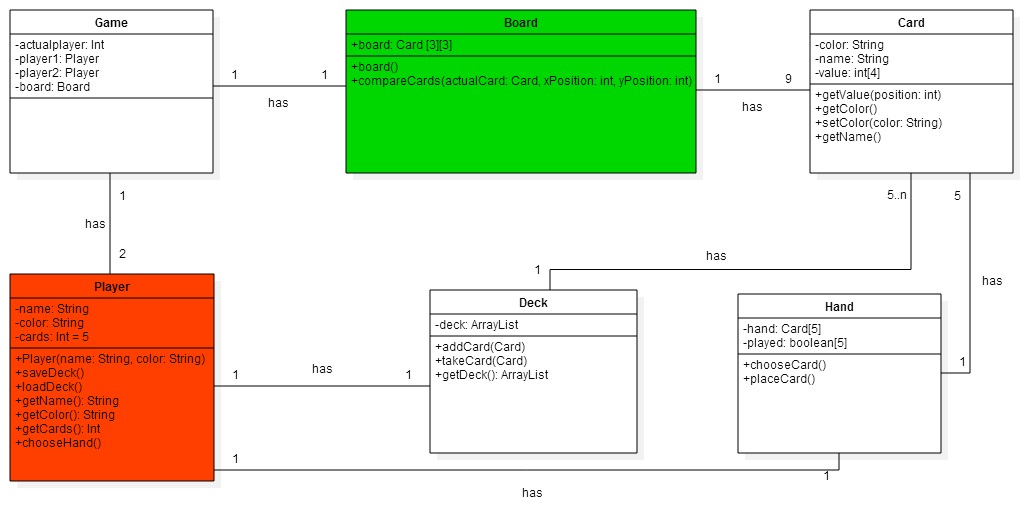 Game
-actualplayer: Int
-player1: Player
-player2: Player
-board: Board
1
1
has
Board
+board: Card [3][3]
+board()
+compareCards(actualCard: Card, xPosition: int, yPosition: int)
1
9
has
Card
-color: String
-name: String
-value: int[4]
+getValue(position: int)
+getColor()
+setColor(color: String)
+getName()
1
has
2
5..n
5
has
1
has
Player
-name: String
-color: String
-cards: Int = 5
+Player(name: String, color: String)
+saveDeck()
+loadDeck()
+getName(): String
+getColor(): String
+getCards(): Int
+chooseHand()
1
has
1
Deck
-deck: ArrayList
+addCard(Card)
+takeCard(Card)
+getDeck(): ArrayList
Hand
-hand: Card[5]
-played: boolean[5]
+chooseCard()
+placeCard()
1
1
1
has